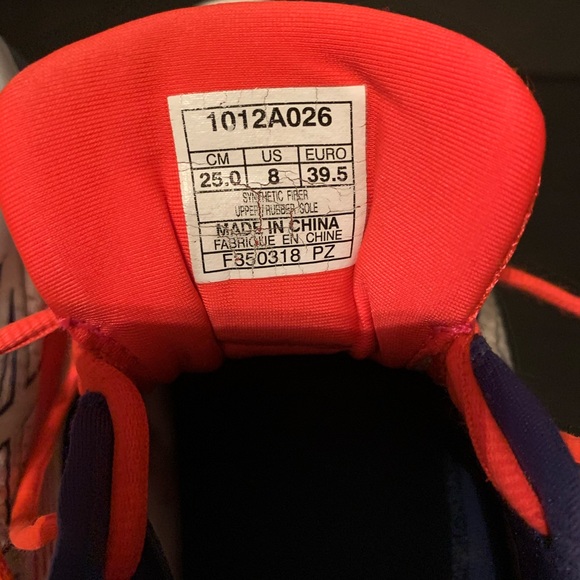 1012A026
CM US EURO
25.0 8 39.5
SYNTHETIC FIBER
UPPER RUBBER SOLE
MADE IN CHINA
FABRIQUE EN CHINE
F850318 PZ